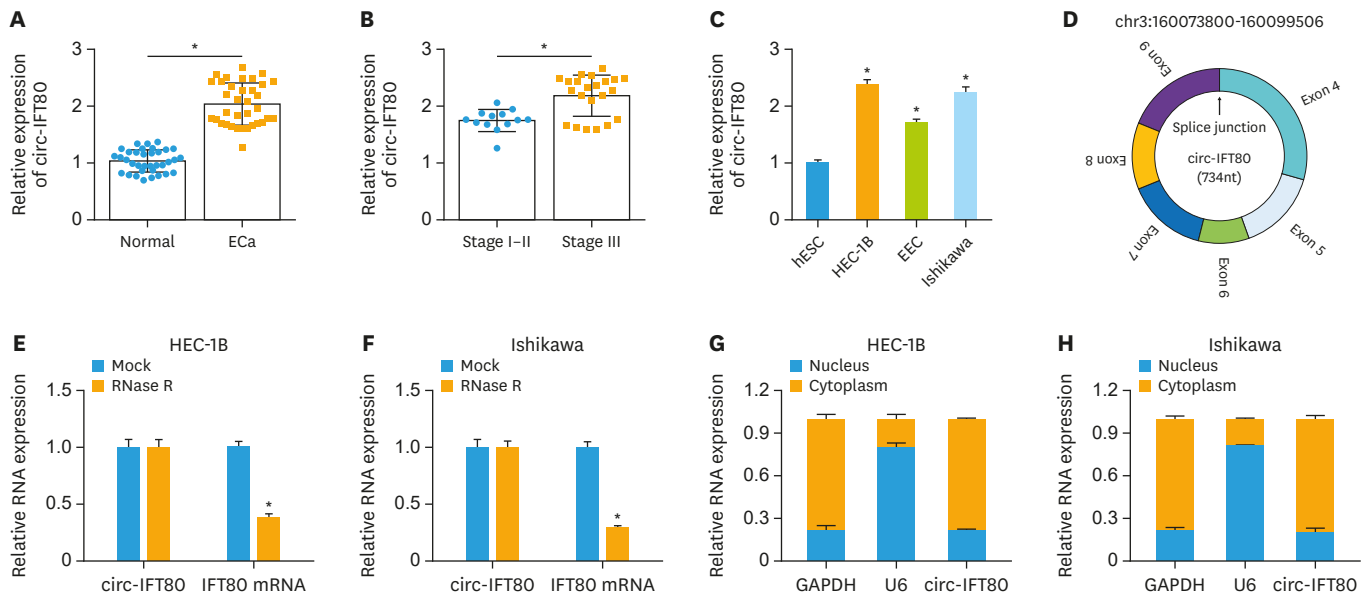 A
Relative expression
of circ-IFT80
3
2
1
0
*
Normal
ECa
B
Relative expression
of circ-IFT80
3
2
1
0
*
Stage I–II
Stage III
C
Relative expression
of circ-IFT80
3
2
1
0
*
*
*
hESC
HEC-1B
EEC
Ishikawa
D
chr3:160073800-160099506
Exon 9
Exon 4
Exon 8
Exon 5
Exon 7
Exon 6
Splice junction
circ-IFT80
(734nt)
E
HEC-1B
Mock
RNase R
Relative RNA expression
1.5
1.0
0.5
0
*
circ-IFT80
IFT80 mRNA
F
Ishikawa
Mock
RNase R
Relative RNA expression
1.5
1.0
0.5
0
*
circ-IFT80
IFT80 mRNA
G
HEC-1B
Nucleus
Cytoplasm
Relative RNA expression
1.2
0.9
0.6
0.3
0
GAPDH
U6
circ-IFT80
H
Ishikawa
Nucleus
Cytoplasm
Relative RNA expression
1.2
0.9
0.6
0.3
0
GAPDH
U6
circ-IFT80